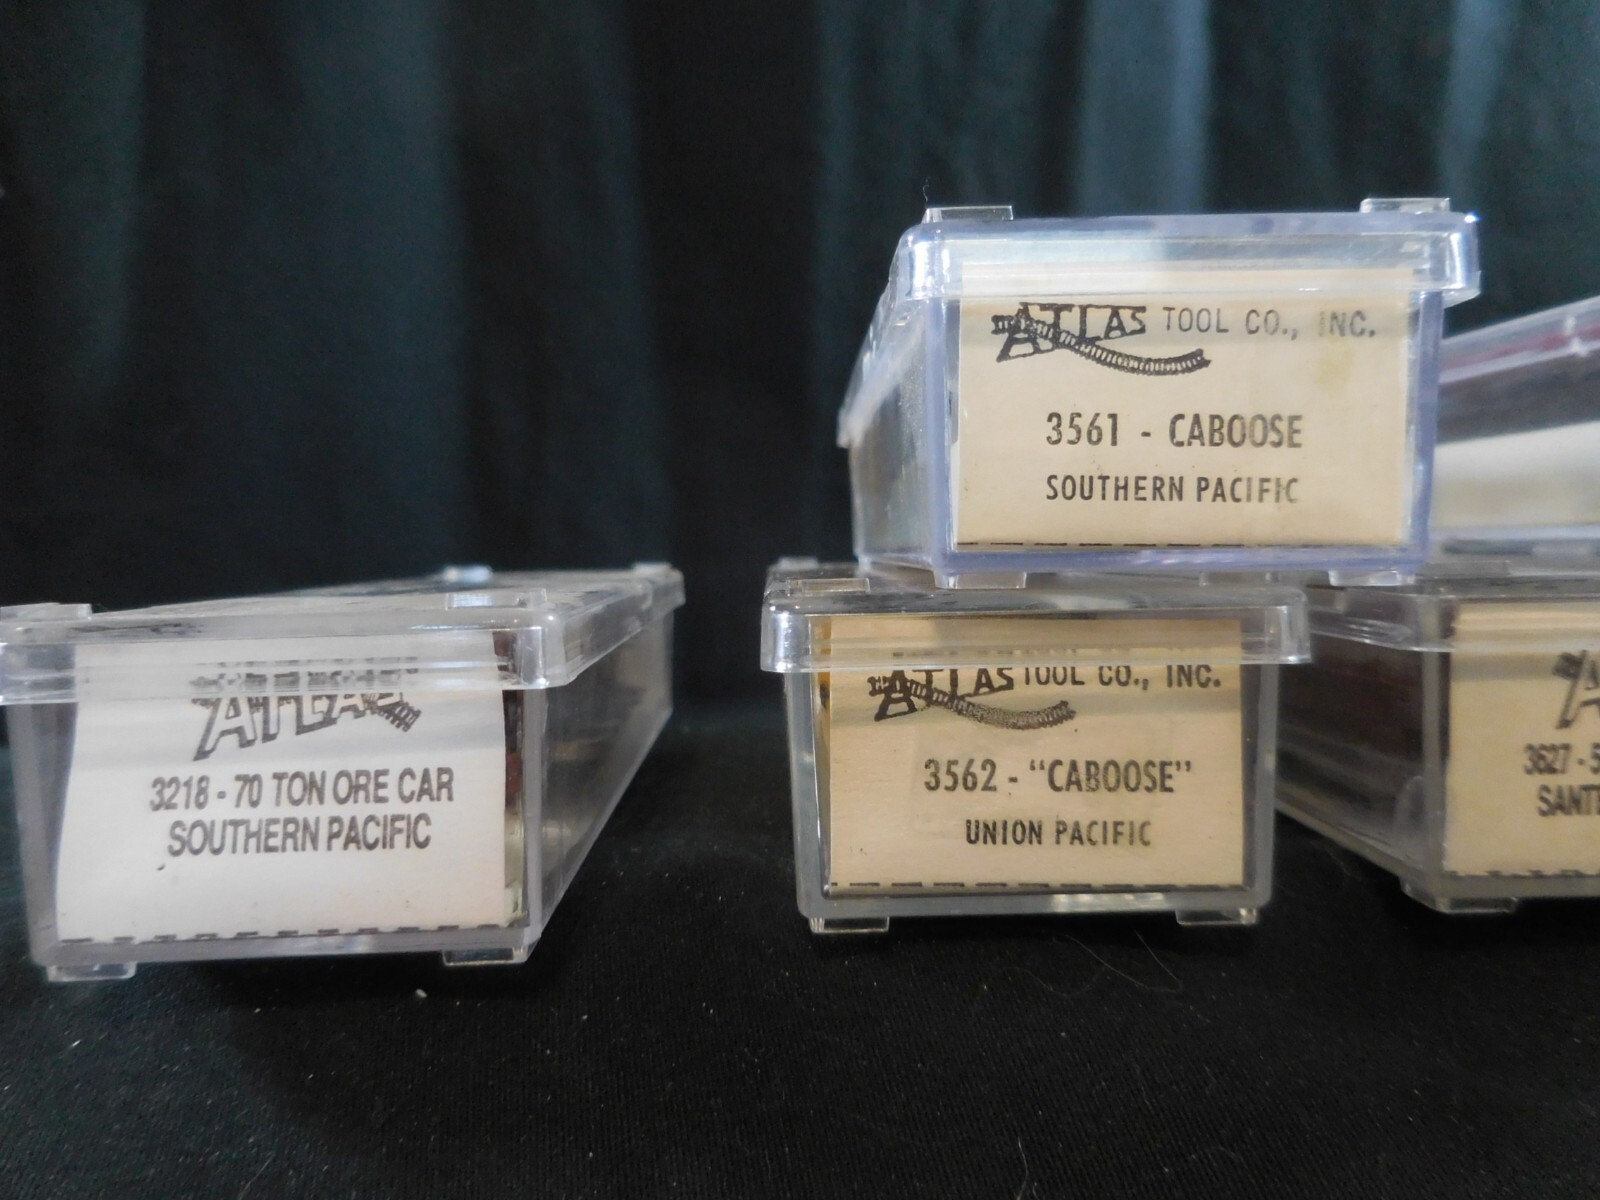 ATLAS TOOL CO., INC.
3561 - CABOOSE
SOUTHERN PACIFIC
ATLAS
3218 - 70 TON ORE CAR
SOUTHERN PACIFIC
ATLAS TOOL CO., INC.
3562 - "CABOOSE"
UNION PACIFIC
3627 - 5